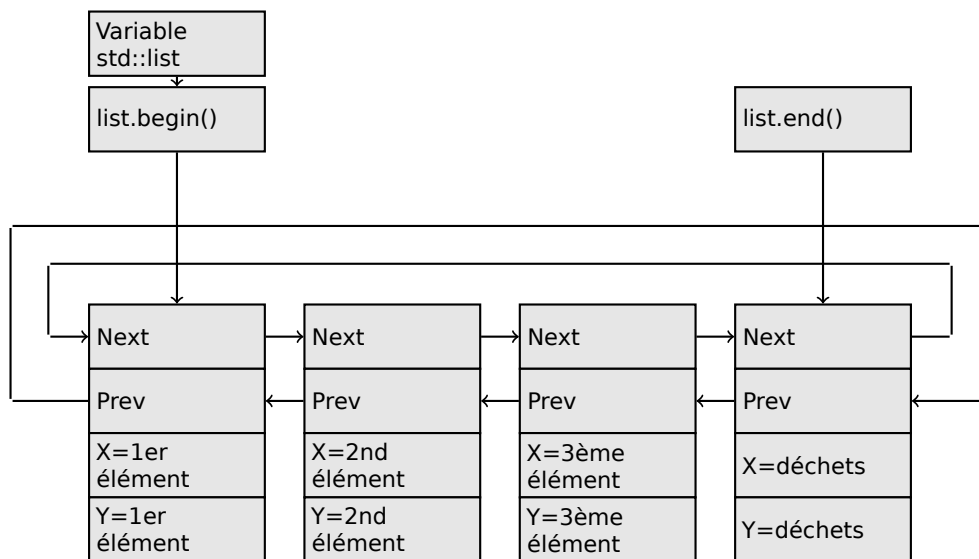 Variable
std::list
list.begin()
list.end()
Next
Next
Next
Next
Prev
Prev
Prev
Prev
X=1er
élément
X=2nd
élément
X=3ème
élément
X=déchets
Y=1er
élément
Y=2nd
élément
Y=3ème
élément
Y=déchets